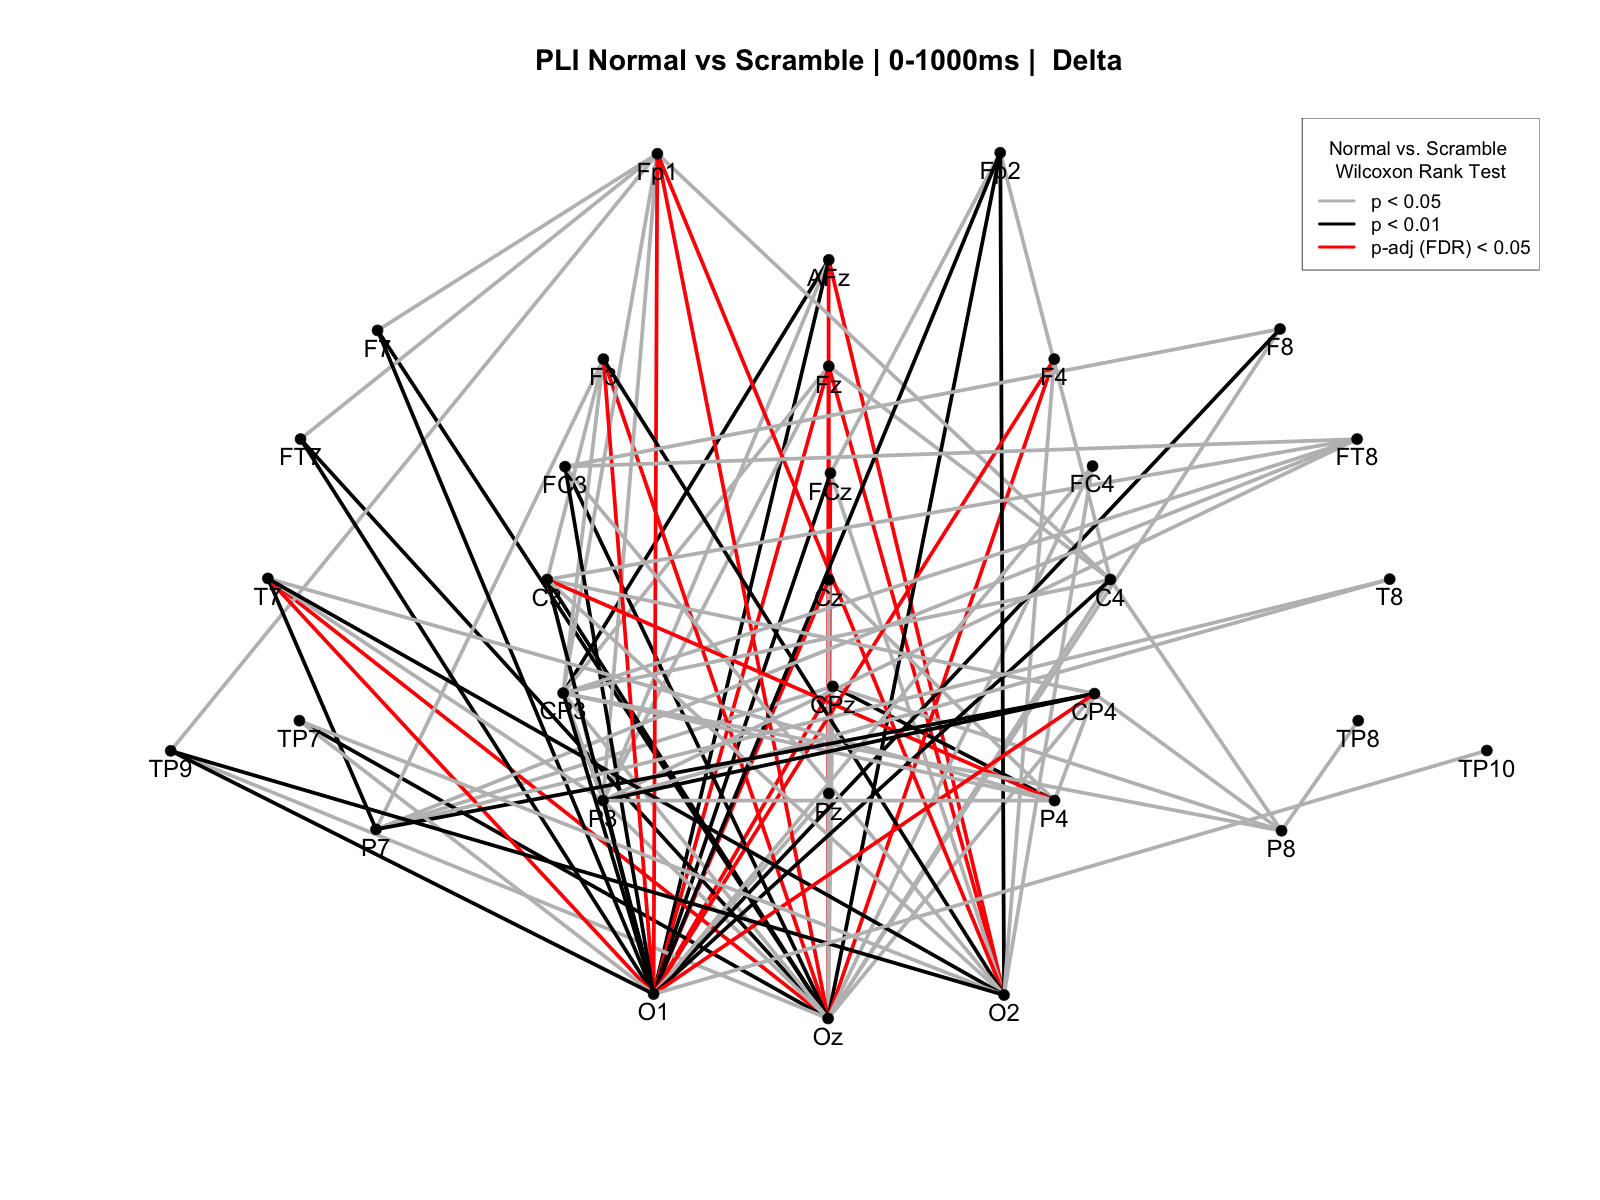 PLI Normal vs Scramble | 0-1000ms | Delta
Normal vs. Scramble
Wilcoxon Rank Test
p < 0.05
p < 0.01
p-adj (FDR) < 0.05
Fp1
Fp2
AFz
F7
F8
F3
Fz
F4
FT7
FT8
FC3
FCz
FC4
T7
C3
Cz
C4
T8
CP3
CPz
CP4
TP7
TP8
TP9
TP10
P3
Pz
P4
P7
P8
O1
O2
Oz